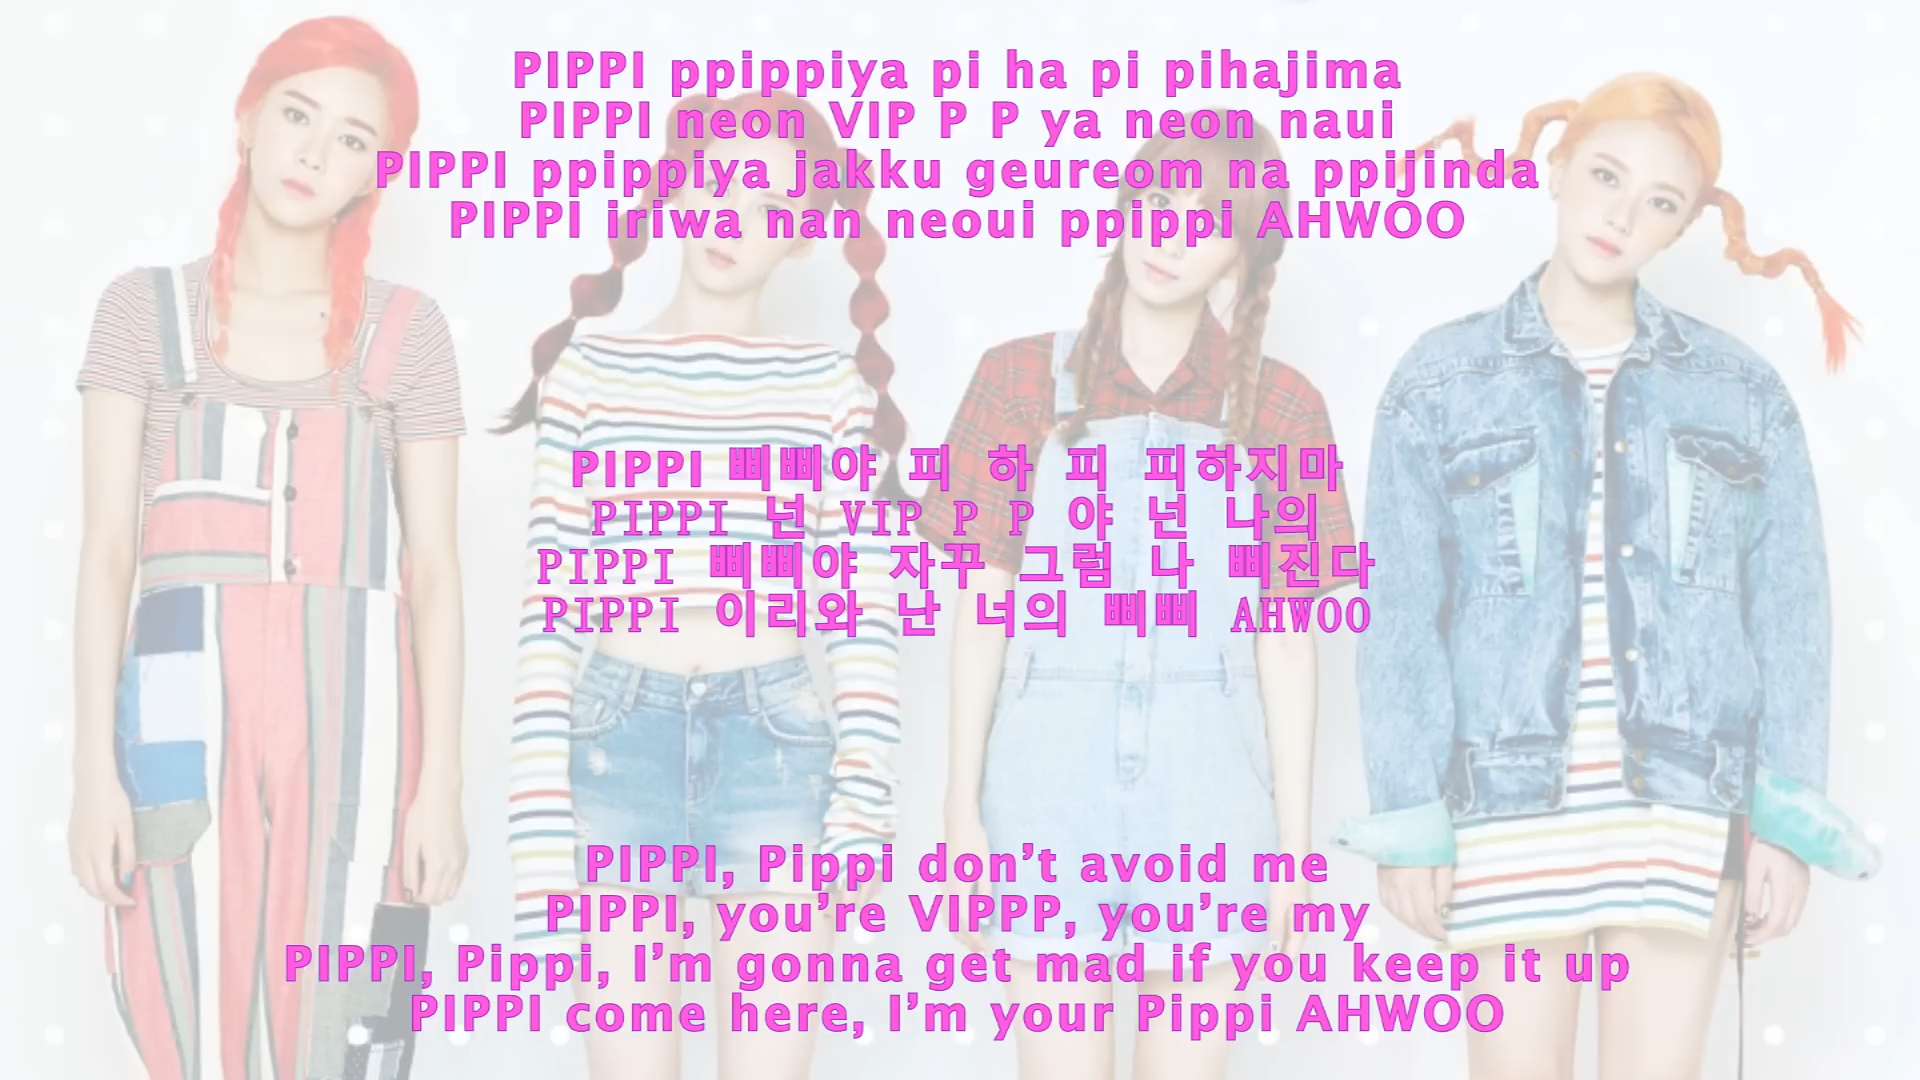 PIPPI ppippiya pi ha pi pihajima
PIPPI neon VIP P P ya neon naui
PIPPI ppippiya jakku geureom na ppijinda
PIPPI iriwa nan neoui ppippi AHWOO
PIPPI 삐삐야 피 하 피 피하지마
PIPPI 넌 VIP P P 야 넌 나의
PIPPI 삐삐야 자꾸 그럼 나 삐진다
PIPPI 이리와 난 너의 삐삐 AHWOO
PIPPI, Pippi don’t avoid me
PIPPI, you’re VIPPP, you’re my
PIPPI, Pippi, I’m gonna get mad if you keep it up
PIPPI come here, I’m your Pippi AHWOO